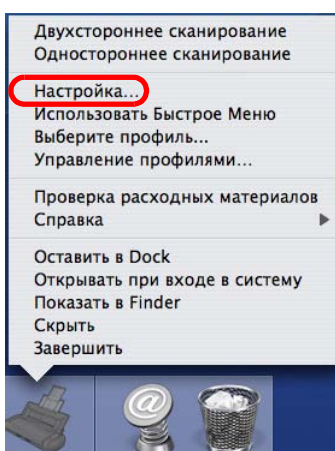 Двухстороннее сканирование
Одностороннее сканирование
Настройка...
Использовать Быстрое Меню
Выберите профиль...
Управление профилями...
Проверка расходных материалов
Справка
Оставить в Dock
Открывать при входе в систему
Показать в Finder
Скрыть
Завершить